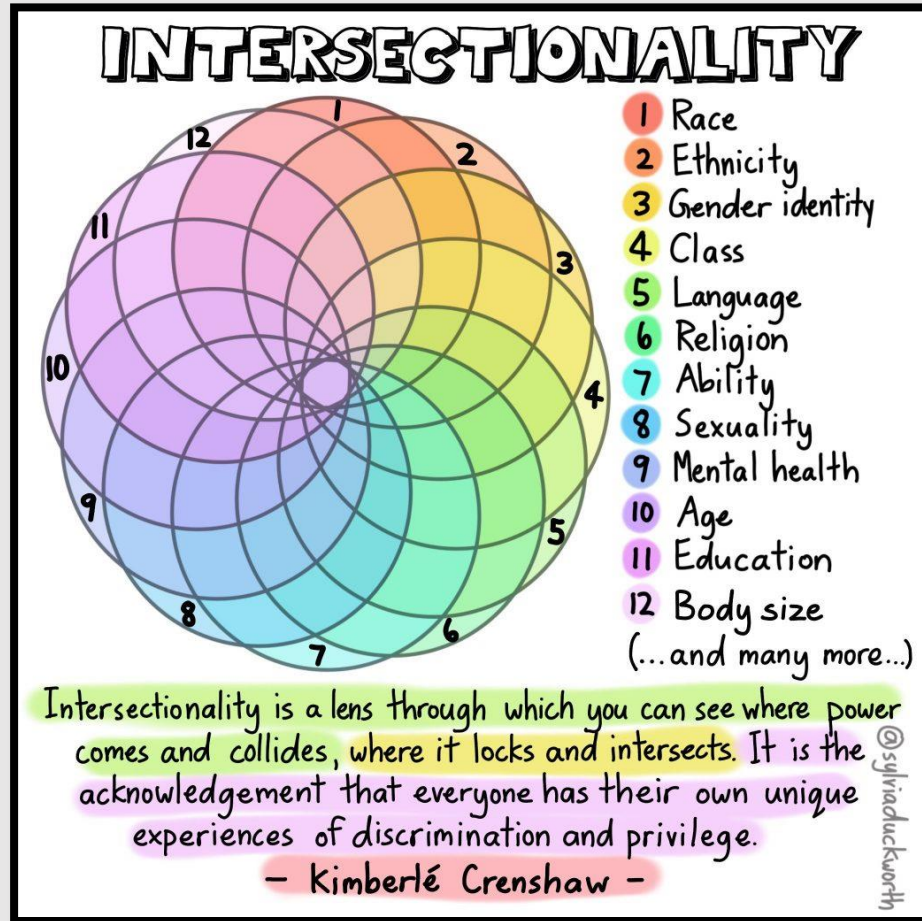 INTERSECTIONALITY
1
2
3
4
5
6
7
8
9
10
11
12
1 Race
2 Ethnicity
3 Gender identity
4 Class
5 Language
6 Religion
7 Ability
8 Sexuality
9 Mental health
10 Age
11 Education
12 Body size
(...and many more...)
Intersectionality is a lens through which you can see where power
comes and collides, where it locks and intersects. It is the
acknowledgement that everyone has their own unique
experiences of discrimination and privilege.
- Kimberlé Crenshaw -
@sylviaduckworth